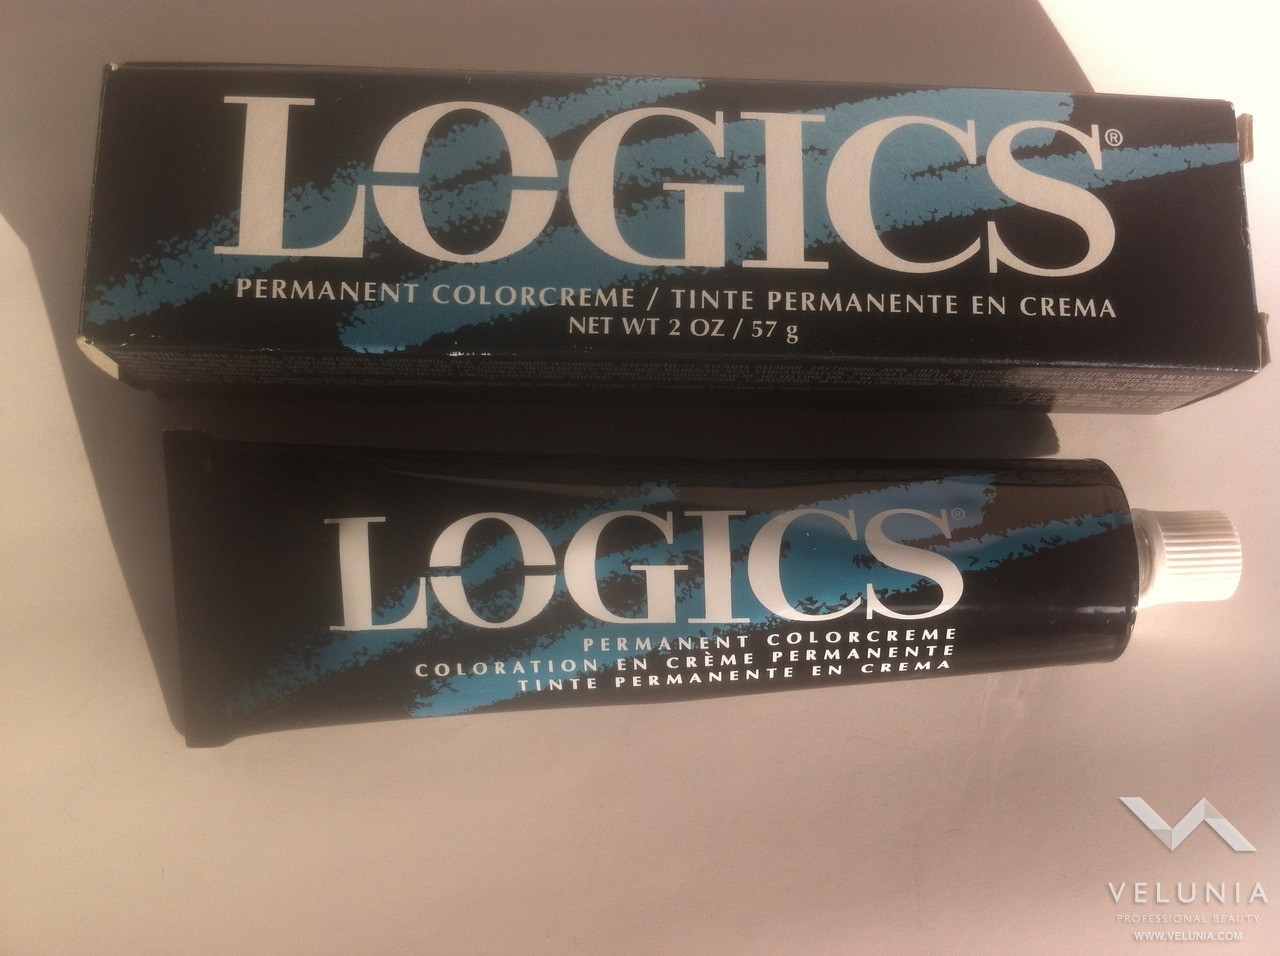 LOGICS®
PERMANENT COLORCREME / TINTE PERMANENTE EN CREMA
NET WT 2 OZ / 57 g
LOGICS®
PERMANENT COLORCREME
COLORATION EN CRÈME PERMANENTE
TINTE PERMANENTE EN CREMA
VELUNIA
PROFESSIONAL BEAUTY
WWW.VELUNIA.COM